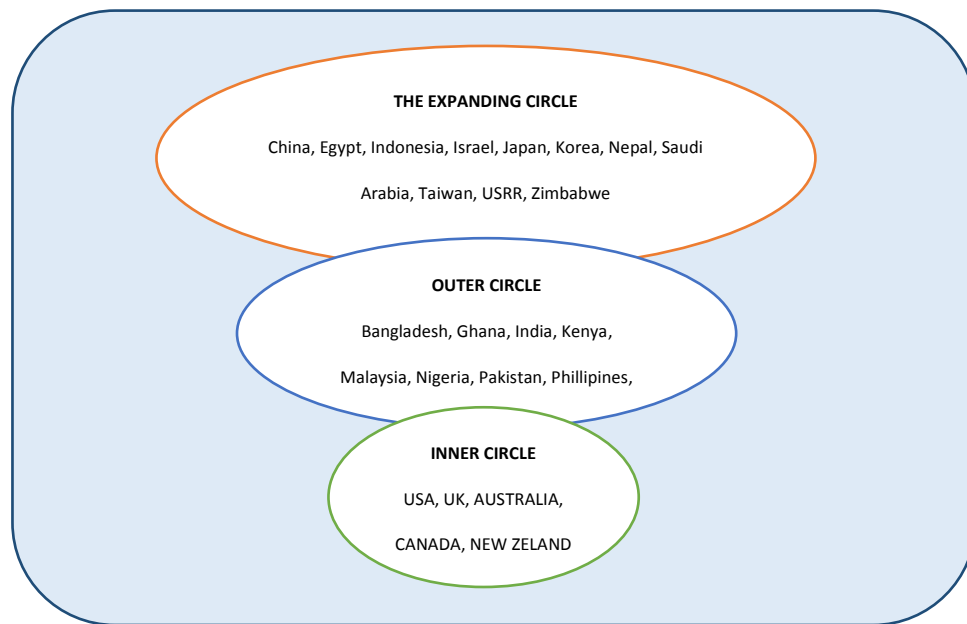 THE EXPANDING CIRCLE
China, Egypt, Indonesia, Israel, Japan, Korea, Nepal, Saudi
Arabia, Taiwan, USRR, Zimbabwe
OUTER CIRCLE
Bangladesh, Ghana, India, Kenya,
Malaysia, Nigeria, Pakistan, Phillipines,
INNER CIRCLE
USA, UK, AUSTRALIA,
CANADA, NEW ZELAND